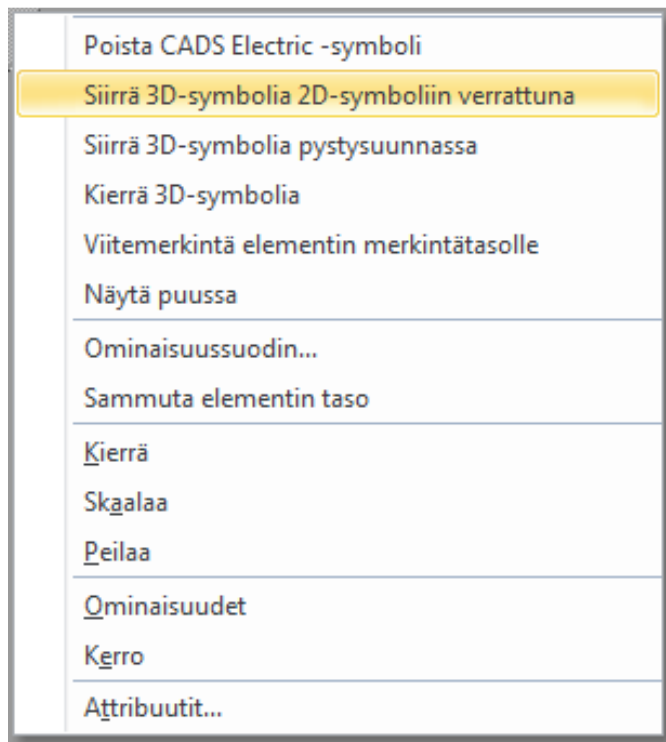 Poista CADS Electric -symboli
Siirrä 3D-symbolia 2D-symboliin verrattuna
Siirrä 3D-symbolia pystysuunnassa
Kierrä 3D-symbolia
Viitemerkintä elementin merkintätasolle
Näytä puussa
Ominaisuussuodin...
Sammuta elementin taso
Kierrä
Skaalaa
Peilaa
Ominaisuudet
Kerro
Attribuutit...